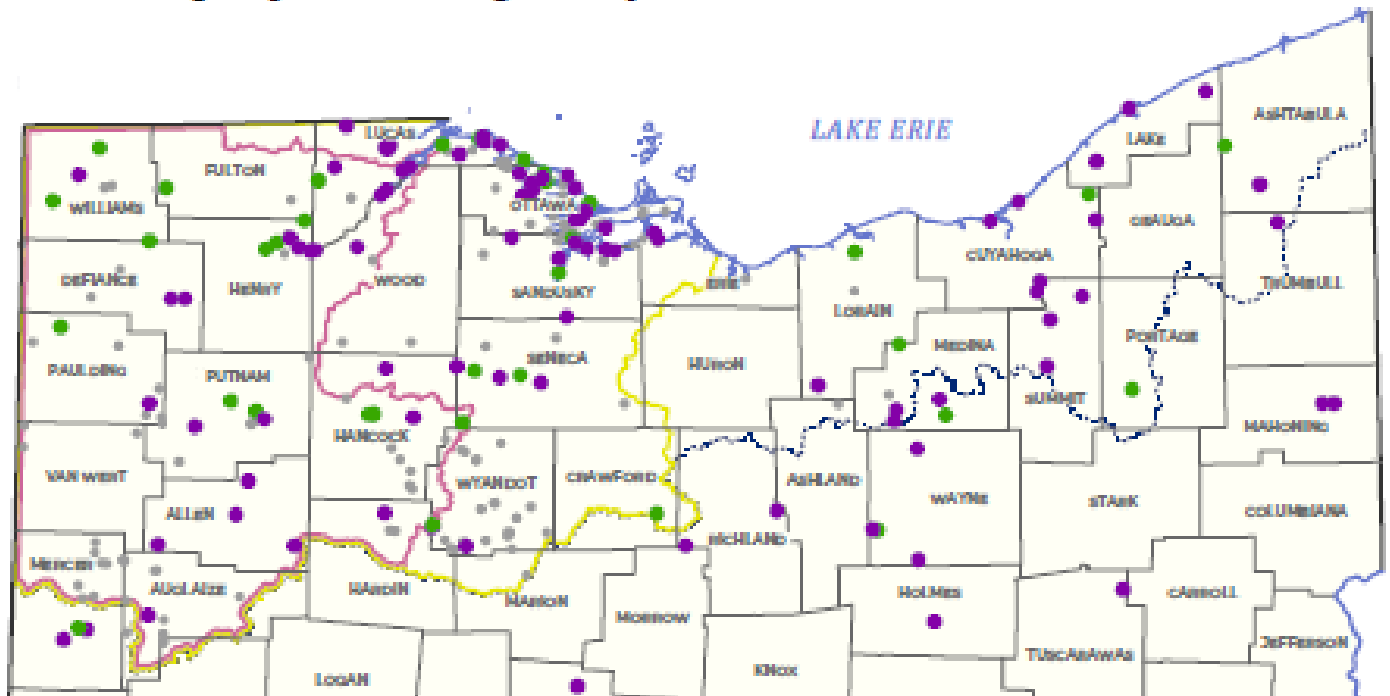 LAKE ERIE
ASHTABULA
LUCAS
LAKE
FULTON
WILLIAMS
OTTAWA
GEAUGA
CUYAHOGA
DEFIANCE
HENRY
WOOD
SANDUSKY
ERIE
TRUMBULL
LORAIN
PORTAGE
MEDINA
PAULDING
PUTNAM
SENECA
HURON
SUMMIT
MAHONING
HANCOCK
VAN WERT
WYANDOT
CRAWFORD
ASHLAND
WAYNE
STARK
ALLEN
COLUMBIANA
RICHLAND
MERCER
AUGLAIZE
HARDIN
MARION
HOLMES
CARROLL
MORROW
JEFFERSON
TUSCARAWAS
KNOX
LOGAN